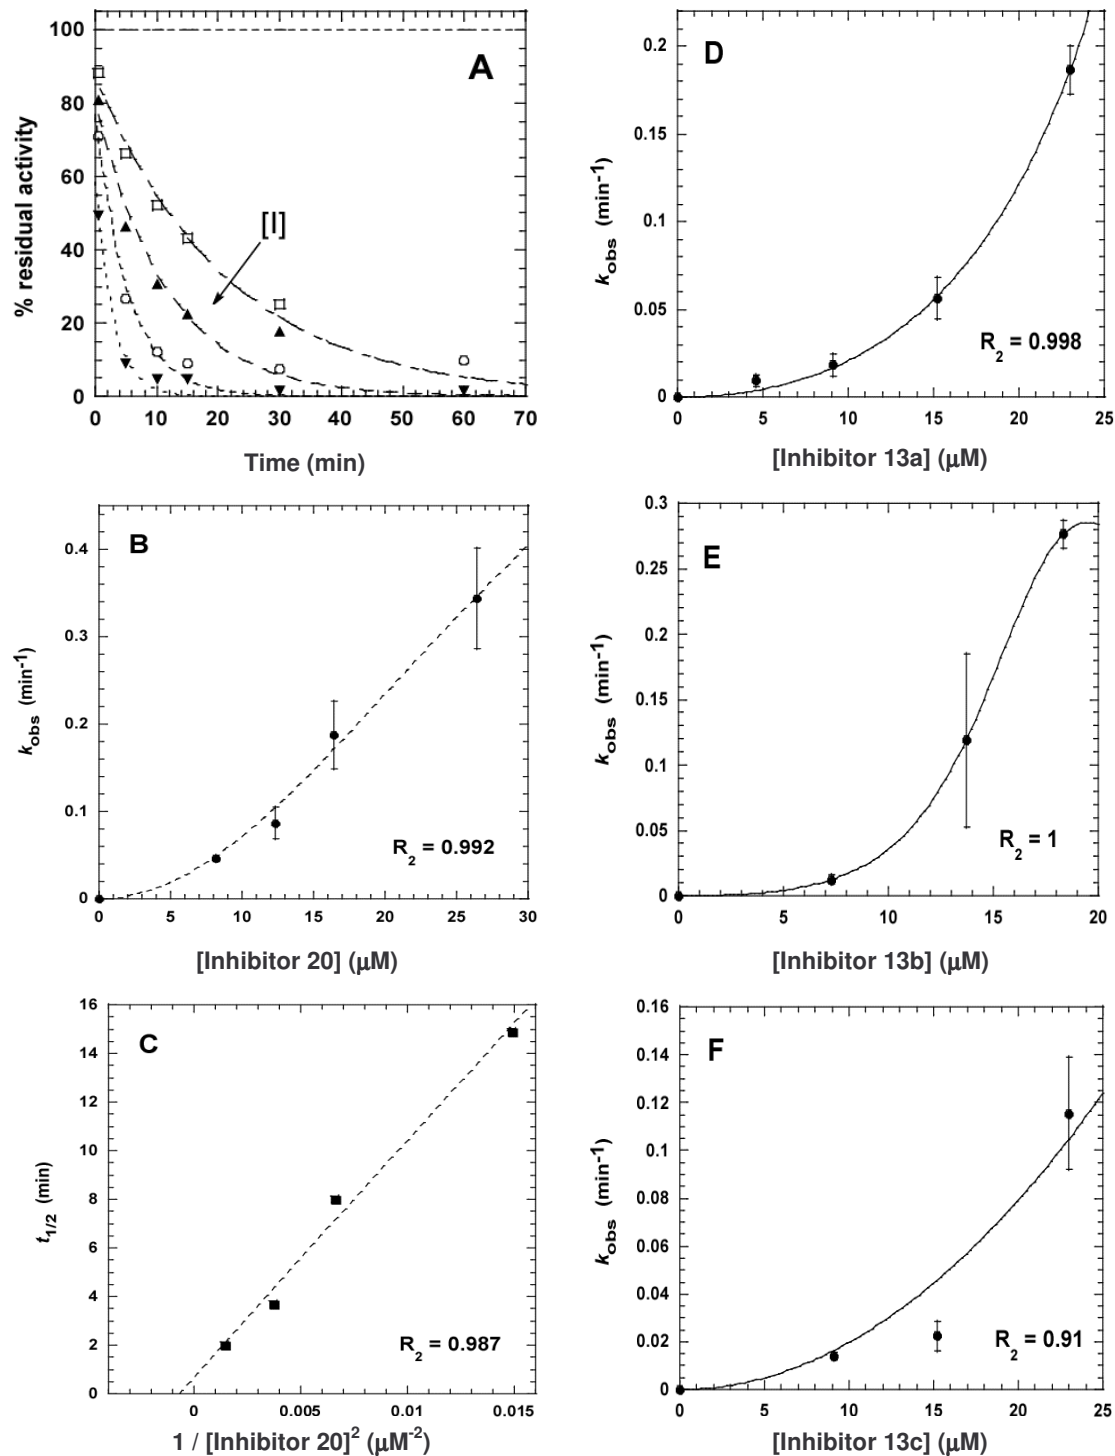 A
% residual activity
100
80
60
40
20
0
[I]
0 10 20 30 40 50 60 70
Time (min)
D
k_obs (min⁻¹)
0.2
0.15
0.1
0.05
0
R₂ = 0.998
0 5 10 15 20 25
[Inhibitor 13a] (µM)
B
k_obs (min⁻¹)
0.4
0.3
0.2
0.1
0
R₂ = 0.992
0 5 10 15 20 25 30
[Inhibitor 20] (µM)
E
k_obs (min⁻¹)
0.3
0.25
0.2
0.15
0.1
0.05
0
R₂ = 1
0 5 10 15 20
[Inhibitor 13b] (µM)
C
t_1/2 (min)
16
14
12
10
8
6
4
2
0
R₂ = 0.987
0 0.005 0.01 0.015
1 / [Inhibitor 20]² (µM⁻²)
F
k_obs (min⁻¹)
0.16
0.14
0.12
0.1
0.08
0.06
0.04
0.02
0
R₂ = 0.91
0 5 10 15 20 25
[Inhibitor 13c] (µM)